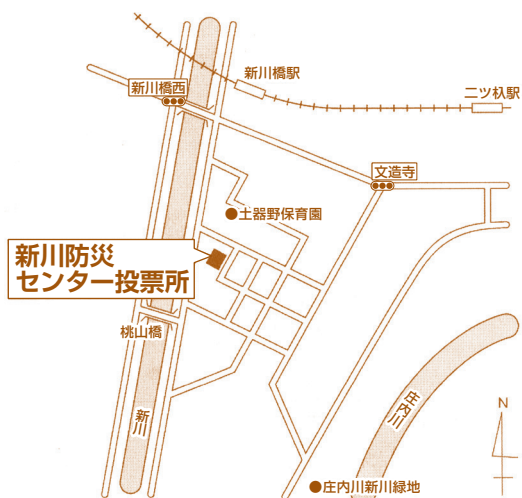 新川橋駅
二ツ杁駅
新川橋西
文造寺
土器野保育園
新川防災
センター投票所
桃山橋
新川
庄内川
N
庄内川新川緑地